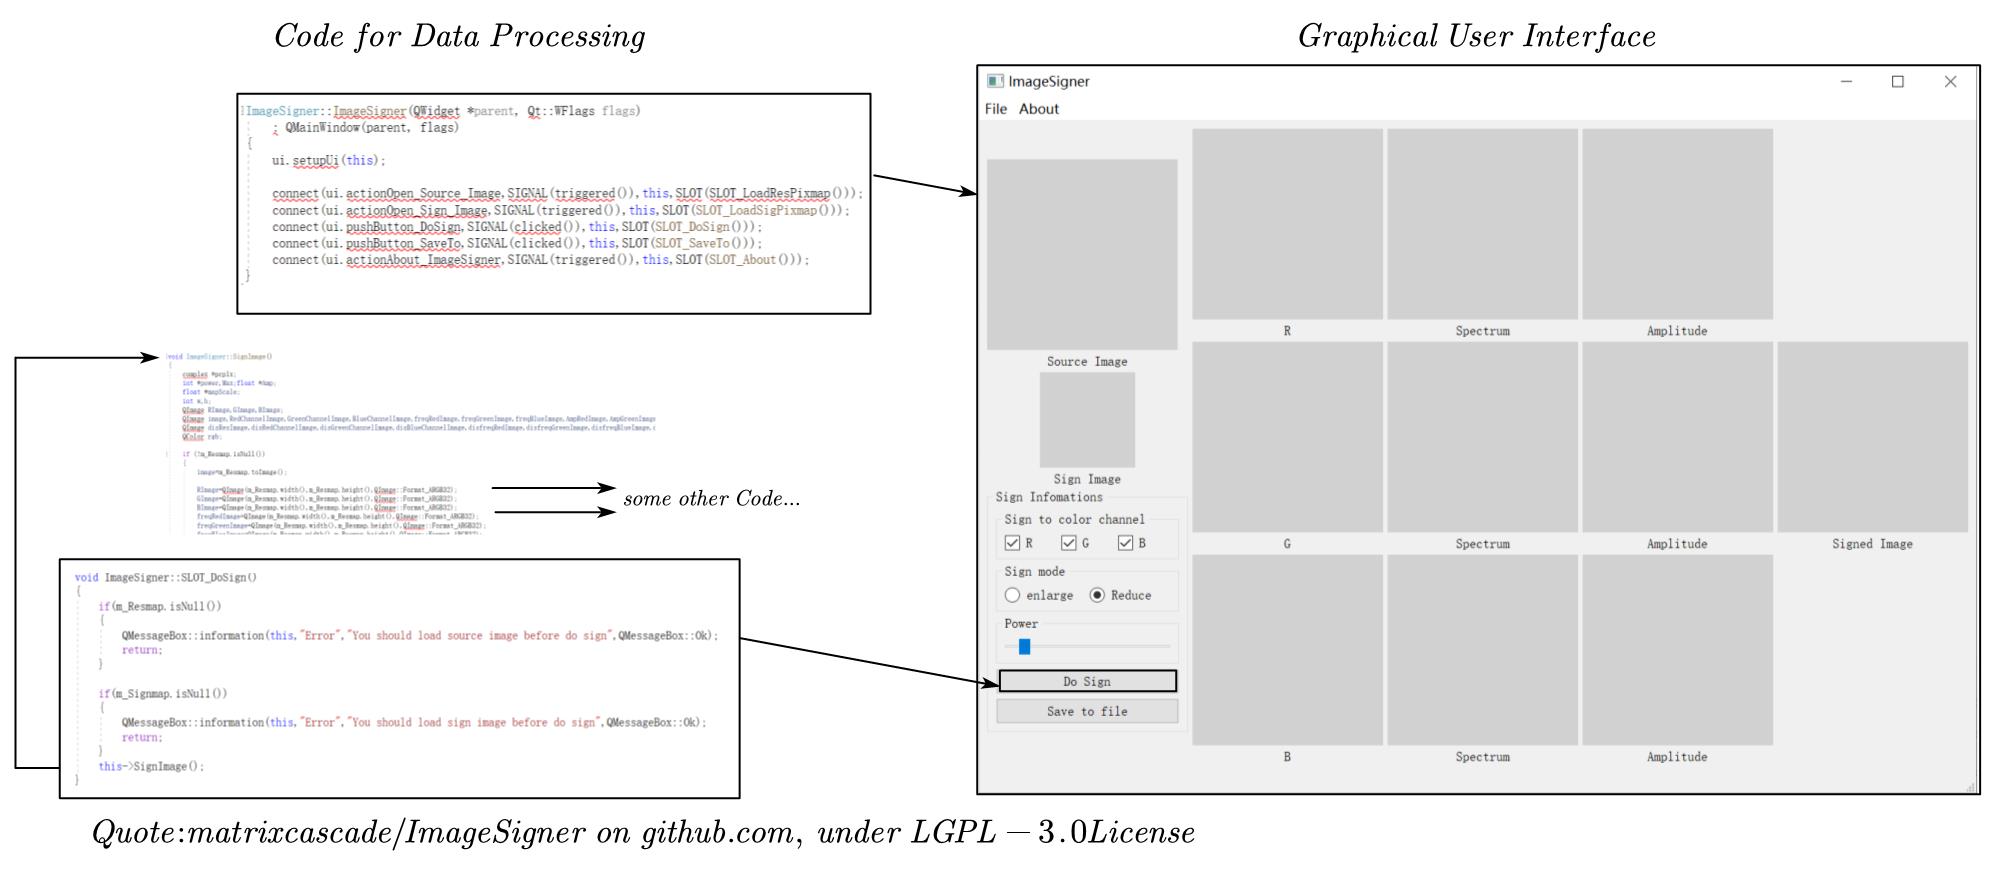 Code for Data Processing
Graphical User Interface
ImageSigner::ImageSigner(QWidget *parent, Qt::WFlags flags)
: QMainWindow(parent, flags)
{
ui.setupUi(this);
connect(ui.actionOpen_Source_Image,SIGNAL(triggered()),this,SLOT(SLOT_LoadResPixmap()));
connect(ui.actionOpen_Sign_Image,SIGNAL(triggered()),this,SLOT(SLOT_LoadSigPixmap()));
connect(ui.pushButton_DoSign,SIGNAL(clicked()),this,SLOT(SLOT_DoSign()));
connect(ui.pushButton_SaveTo,SIGNAL(clicked()),this,SLOT(SLOT_SaveTo()));
connect(ui.actionAbout_ImageSigner,SIGNAL(triggered()),this,SLOT(SLOT_About()));
}
void ImageSigner::SignImage()
{
complex *pcplx;
int *power,Max;float *Amp;
float *mapScale;
int w,h;
QImage RImage,GImage,BImage;
QImage image,RedChannelImage,GreenChannelImage,BlueChannelImage,freqRedImage,freqGreenImage,freqBlueImage,AmpRedImage,AmpGreenImage
QImage disResImage,disRedChannelImage,disGreenChannelImage,disBlueChannelImage,disfreqRedImage,disfreqGreenImage,disfreqBlueImage,
QColor rgb;
if (!m_Resmap.isNull())
{
image=m_Resmap.toImage();
RImage=QImage(m_Resmap.width(),m_Resmap.height(),QImage::Format_ARGB32);
GImage=QImage(m_Resmap.width(),m_Resmap.height(),QImage::Format_ARGB32);
BImage=QImage(m_Resmap.width(),m_Resmap.height(),QImage::Format_ARGB32);
freqRedImage=QImage(m_Resmap.width(),m_Resmap.height(),QImage::Format_ARGB32);
freqGreenImage=QImage(m_Resmap.width(),m_Resmap.height(),QImage::Format_ARGB32);
some other Code...
void ImageSigner::SLOT_DoSign()
{
if(m_Resmap.isNull())
{
QMessageBox::information(this,"Error","You should load source image before do sign",QMessageBox::Ok);
return;
}
if(m_Signmap.isNull())
{
QMessageBox::information(this,"Error","You should load sign image before do sign",QMessageBox::Ok);
return;
}
this->SignImage();
}
ImageSigner
File About
Source Image
Sign Image
Sign Infomations
Sign to color channel
R G B
Sign mode
enlarge Reduce
Power
Do Sign
Save to file
R Spectrum Amplitude
G Spectrum Amplitude Signed Image
B Spectrum Amplitude
Quote:matrixcascade/ImageSigner on github.com, under LGPL-3.0License